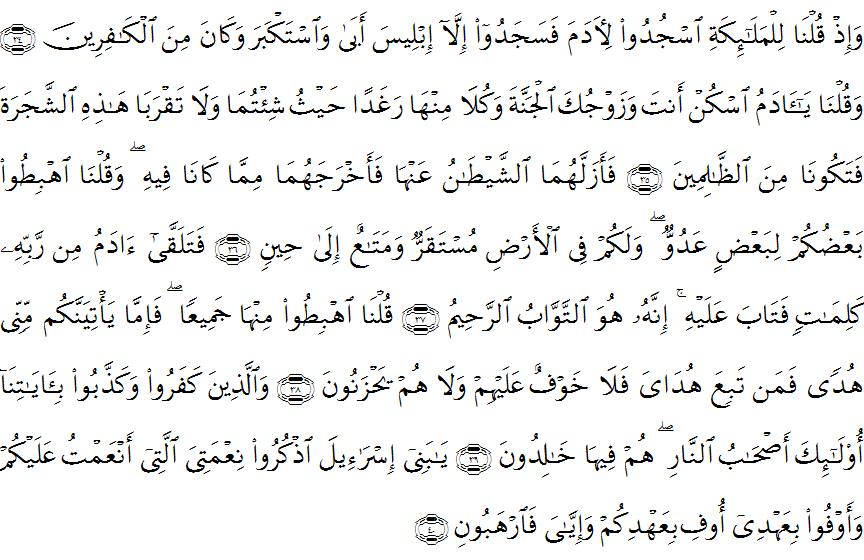 وَإِذۡ قُلۡنَا لِلۡمَلَـٰٓئِكَةِ ٱسۡجُدُواْ لِأَدَمَ فَسَجَدُوٓاْ إِلَّآ إِبۡلِيسَ أَبَىٰ وَٱسۡتَكۡبَرَ وَكَانَ مِنَ ٱلۡكَـٰفِرِينَ ٣٤
وَقُلۡنَا يَـٰٓـَٔادَمُ ٱسۡكُنۡ أَنتَ وَزَوۡجُكَ ٱلۡجَنَّةَ وَكُلَا مِنۡهَا رَغَدًا حَيۡثُ شِئۡتُمَا وَلَا تَقۡرَبَا هَـٰذِهِ ٱلشَّجَرَةَ
فَتَكُونَا مِنَ ٱلظَّـٰلِمِينَ ٣٥ فَأَزَلَّهُمَا ٱلشَّيۡطَـٰنُ عَنۡهَا فَأَخۡرَجَهُمَا مِمَّا كَانَا فِيهِ ۖ وَقُلۡنَا ٱهۡبِطُواْ
بَعۡضُكُمۡ لِبَعۡضٍ عَدُوٌّ ۖ وَلَكُمۡ فِي ٱلۡأَرۡضِ مُسۡتَقَرٌّ وَمَتَـٰعٌ إِلَىٰ حِينٍ ٣٦ فَتَلَقَّىٰٓ ءَادَمُ مِن رَّبِّهِۦ
كَلِمَـٰتٍ فَتَابَ عَلَيۡهِ ۚ إِنَّهُۥ هُوَ ٱلتَّوَّابُ ٱلرَّحِيمُ ٣٧ قُلۡنَا ٱهۡبِطُواْ مِنۡهَا جَمِيعًا ۖ فَإِمَّا يَأۡتِيَنَّكُم مِّنِّى
هُدًى فَمَن تَبِعَ هُدَاىَ فَلَا خَوۡفٌ عَلَيۡهِمۡ وَلَا هُمۡ يَحۡزَنُونَ ٣٨ وَٱلَّذِينَ كَفَرُواْ وَكَذَّبُواْ بِـَٔايَـٰتِنَآ
أُوْلَـٰٓئِكَ أَصۡحَـٰبُ ٱلنَّارِ ۖ هُمۡ فِيهَا خَـٰلِدُونَ ٣٩ يَـٰبَنِىٓ إِسۡرَٰٓءِيلَ ٱذۡكُرُواْ نِعۡمَتِىَ ٱلَّتِىٓ أَنۡعَمۡتُ عَلَيۡكُمۡ
وَأَوۡفُواْ بِعَهۡدِىٓ أُوفِ بِعَهۡدِكُمۡ وَإِيَّـٰىَ فَٱرۡهَبُونِ ٤٠